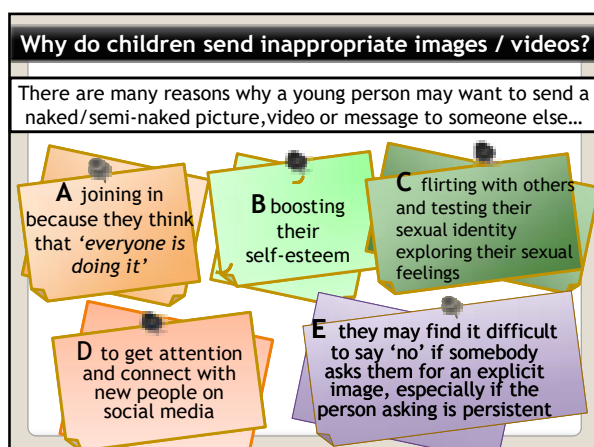 Why do children send inappropriate images / videos?
There are many reasons why a young person may want to send a
naked/semi-naked picture,video or message to someone else…
A joining in
because they think
that ‘everyone is
doing it’
B boosting
their
self-esteem
C flirting with others
and testing their
sexual identity
exploring their sexual
feelings
D to get attention
and connect with
new people on
social media
E they may find it difficult
to say ‘no’ if somebody
asks them for an explicit
image, especially if the
person asking is persistent